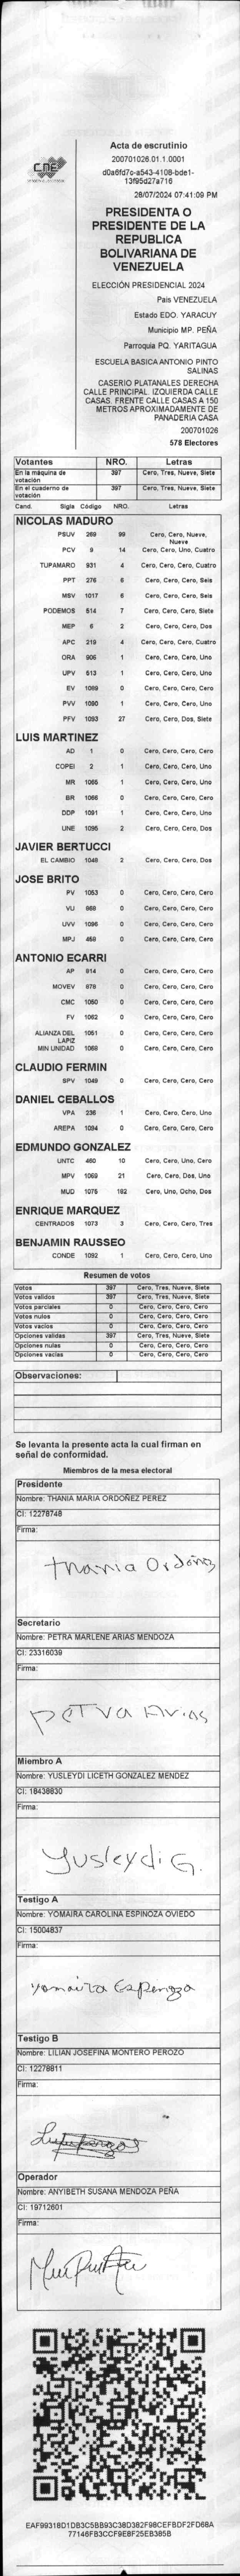 CNE
Acta de escrutinio
200701026.01.1.0001
d0a6fd7c-a543-4108-bde1-
13f95d27a716
28/07/2024 07:41:09 PM
PRESIDENTA O
PRESIDENTE DE LA
REPUBLICA
BOLIVARIANA DE
VENEZUELA
ELECCIÓN PRESIDENCIAL 2024
Pais VENEZUELA
Estado EDO. YARACUY
Municipio MP. PEÑA
Parroquia PQ. YARITAGUA
ESCUELA BASICA ANTONIO PINTO
SALINAS
CASERIO PLATANALES DERECHA
CALLE PRINCIPAL. IZQUIERDA CALLE
CASAS. FRENTE CALLE CASAS A 150
METROS APROXIMADAMENTE DE
PANADERIA CASA
200701026
578 Electores
Votantes NRO. Letras
En la máquina de votación 397 Cero, Tres, Nueve, Siete
En el cuaderno de votación 397 Cero, Tres, Nueve, Siete
Cand. Sigla Código NRO. Letras
NICOLAS MADURO
PSUV 269 99 Cero, Cero, Nueve, Nueve
PCV 9 14 Cero, Cero, Uno, Cuatro
TUPAMARO 931 4 Cero, Cero, Cero, Cuatro
PPT 276 6 Cero, Cero, Cero, Seis
MSV 1017 6 Cero, Cero, Cero, Seis
PODEMOS 514 7 Cero, Cero, Cero, Siete
MEP 6 2 Cero, Cero, Cero, Dos
APC 219 4 Cero, Cero, Cero, Cuatro
ORA 906 1 Cero, Cero, Cero, Uno
UPV 513 1 Cero, Cero, Cero, Uno
EV 1089 0 Cero, Cero, Cero, Cero
PVV 1090 1 Cero, Cero, Cero, Uno
PFV 1093 27 Cero, Cero, Dos, Siete
LUIS MARTINEZ
AD 1 0 Cero, Cero, Cero, Cero
COPEI 2 1 Cero, Cero, Cero, Uno
MR 1065 1 Cero, Cero, Cero, Uno
BR 1066 0 Cero, Cero, Cero, Cero
DDP 1091 1 Cero, Cero, Cero, Uno
UNE 1095 2 Cero, Cero, Cero, Dos
JAVIER BERTUCCI
EL CAMBIO 1048 2 Cero, Cero, Cero, Dos
JOSE BRITO
PV 1053 0 Cero, Cero, Cero, Cero
VU 968 0 Cero, Cero, Cero, Cero
UVV 1096 0 Cero, Cero, Cero, Cero
MPJ 459 0 Cero, Cero, Cero, Cero
ANTONIO ECARRI
AP 914 0 Cero, Cero, Cero, Cero
MOVEV 978 0 Cero, Cero, Cero, Cero
CMC 1050 0 Cero, Cero, Cero, Cero
FV 1062 0 Cero, Cero, Cero, Cero
ALIANZA DEL LAPIZ 1051 0 Cero, Cero, Cero, Cero
MIN UNIDAD 1069 0 Cero, Cero, Cero, Cero
CLAUDIO FERMIN
SPV 1049 0 Cero, Cero, Cero, Cero
DANIEL CEBALLOS
VPA 236 1 Cero, Cero, Cero, Uno
AREPA 1094 0 Cero, Cero, Cero, Cero
EDMUNDO GONZALEZ
UNTC 460 10 Cero, Cero, Uno, Cero
MPV 1069 21 Cero, Cero, Dos, Uno
MUD 1075 182 Cero, Uno, Ocho, Dos
ENRIQUE MARQUEZ
CENTRADOS 1073 3 Cero, Cero, Cero, Tres
BENJAMIN RAUSSEO
CONDE 1092 1 Cero, Cero, Cero, Uno
Resumen de votos
Votos 397 Cero, Tres, Nueve, Siete
Votos validos 397 Cero, Tres, Nueve, Siete
Votos parciales 0 Cero, Cero, Cero, Cero
Votos nulos 0 Cero, Cero, Cero, Cero
Votos vacios 0 Cero, Cero, Cero, Cero
Opciones validas 397 Cero, Tres, Nueve, Siete
Opciones nulas 0 Cero, Cero, Cero, Cero
Opciones vacias 0 Cero, Cero, Cero, Cero
Observaciones:
Se levanta la presente acta la cual firman en
señal de conformidad.
Miembros de la mesa electoral
Presidente
Nombre: THANIA MARIA ORDOÑEZ PEREZ
CI: 12278748
Firma:
thania Ordóñez
Secretario
Nombre: PETRA MARLENE ARIAS MENDOZA
CI: 23316039
Firma:
Petra Arias
Miembro A
Nombre: YUSLEYDI LICETH GONZALEZ MENDEZ
CI: 18438830
Firma:
Yusleydi G.
Testigo A
Nombre: YOMAIRA CAROLINA ESPINOZA OVIEDO
CI: 15004837
Firma:
Yomaira Espinoza
Testigo B
Nombre: LILIAN JOSEFINA MONTERO PEROZO
CI: 12278811
Firma:
Operador
Nombre: ANYIBETH SUSANA MENDOZA PEÑA
CI: 19712601
Firma:
EAF99318D1DB3C5BB93C38D382F98CEFBDF2FD68A
77146FB3CCF9E8F25EB385B